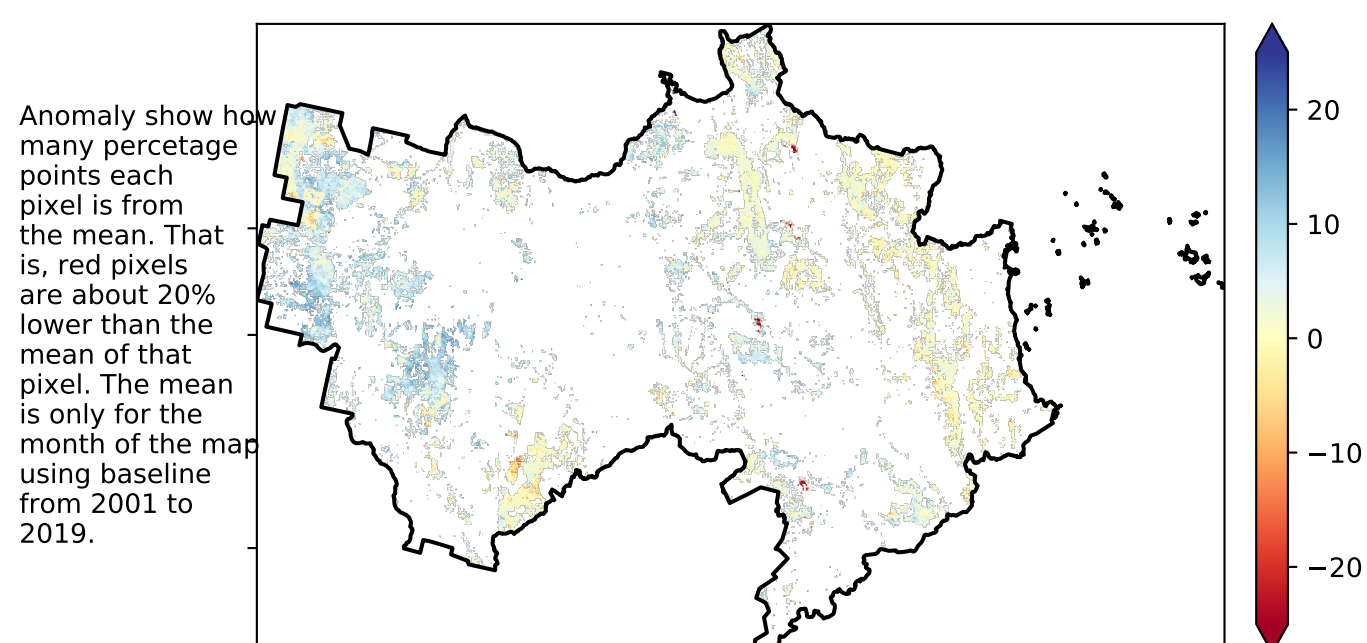 Anomaly show how
many percetage
points each
pixel is from
the mean. That
is, red pixels
are about 20%
lower than the
mean of that
pixel. The mean
is only for the
month of the map
using baseline
from 2001 to
2019.
20
10
0
−10
−20